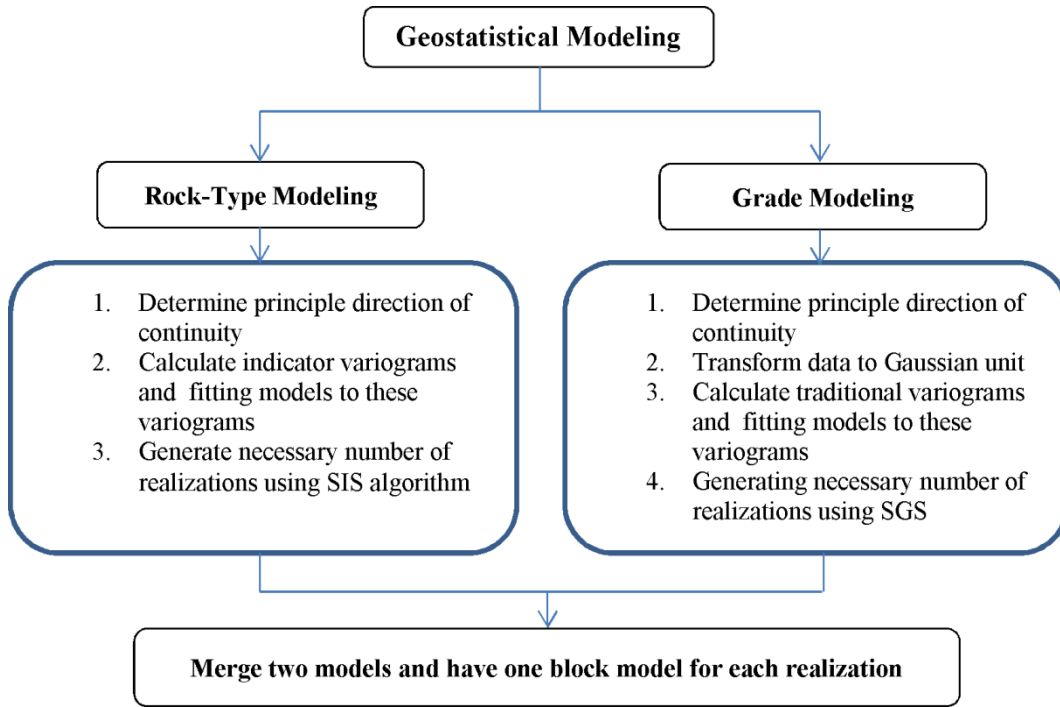 Geostatistical Modeling
Rock-Type Modeling
Grade Modeling
1. Determine principle direction of
continuity
2. Calculate indicator variograms
and fitting models to these
variograms
3. Generate necessary number of
realizations using SIS algorithm
1. Determine principle direction of
continuity
2. Transform data to Gaussian unit
3. Calculate traditional variograms
and fitting models to these
variograms
4. Generating necessary number of
realizations using SGS
Merge two models and have one block model for each realization